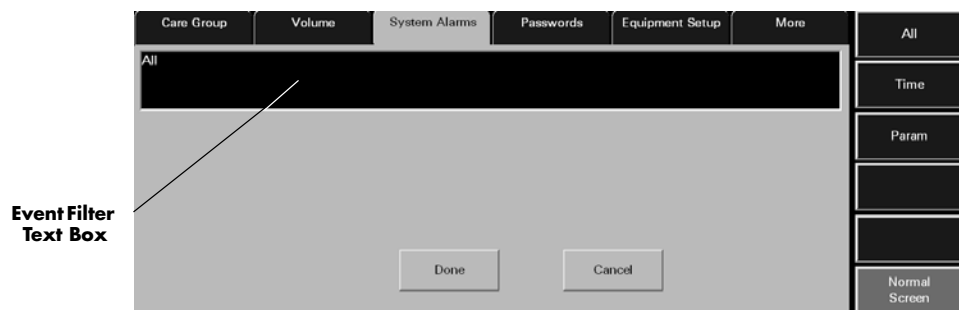 Care Group
Volume
System Alarms
Passwords
Equipment Setup
More
All
All
Time
Param
Event Filter
Text Box
Done
Cancel
Normal
Screen